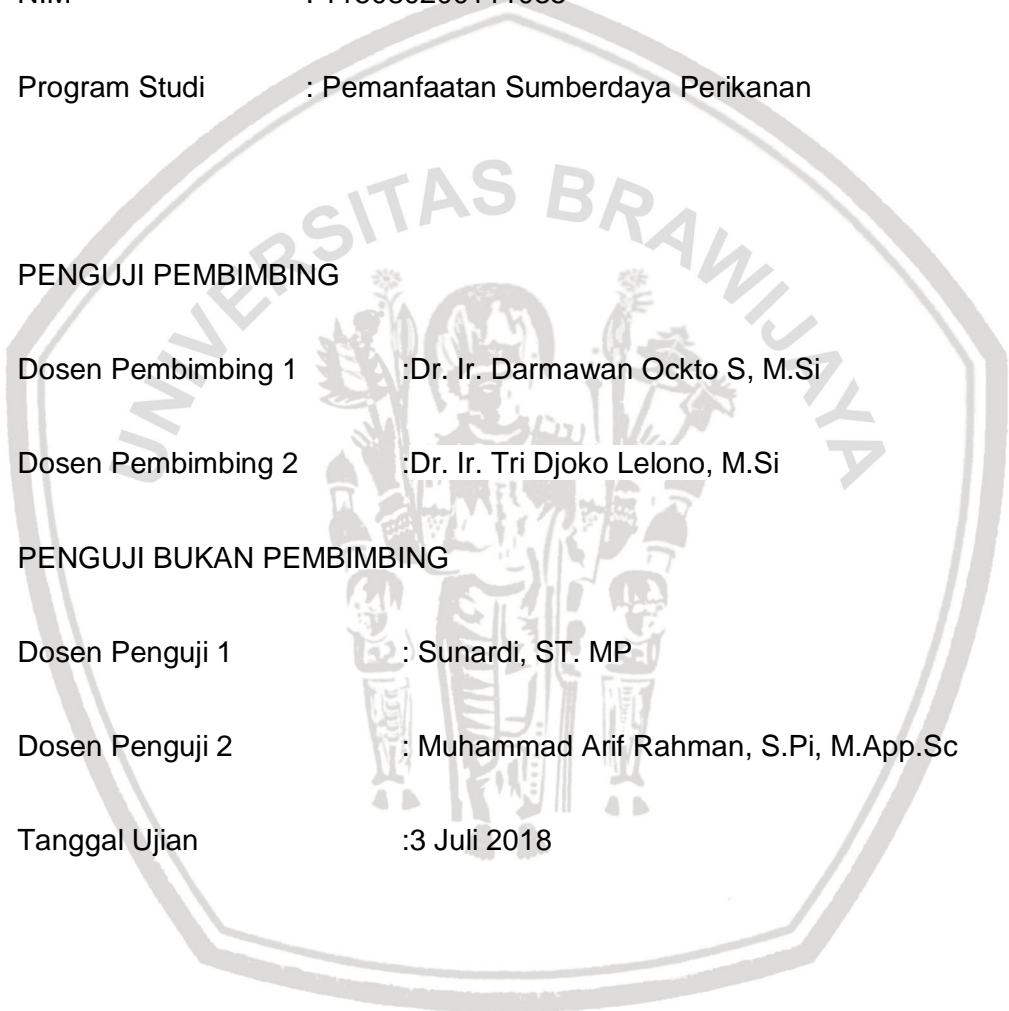 Program Studi : Pemanfaatan Sumberdaya Perikanan
UNIVERSITAS BRAWIJAYA
PENGUJI PEMBIMBING
Dosen Pembimbing 1 :Dr. Ir. Darmawan Ockto S, M.Si
Dosen Pembimbing 2 :Dr. Ir. Tri Djoko Lelono, M.Si
PENGUJI BUKAN PEMBIMBING
Dosen Penguji 1 : Sunardi, ST. MP
Dosen Penguji 2 : Muhammad Arif Rahman, S.Pi, M.App.Sc
Tanggal Ujian :3 Juli 2018